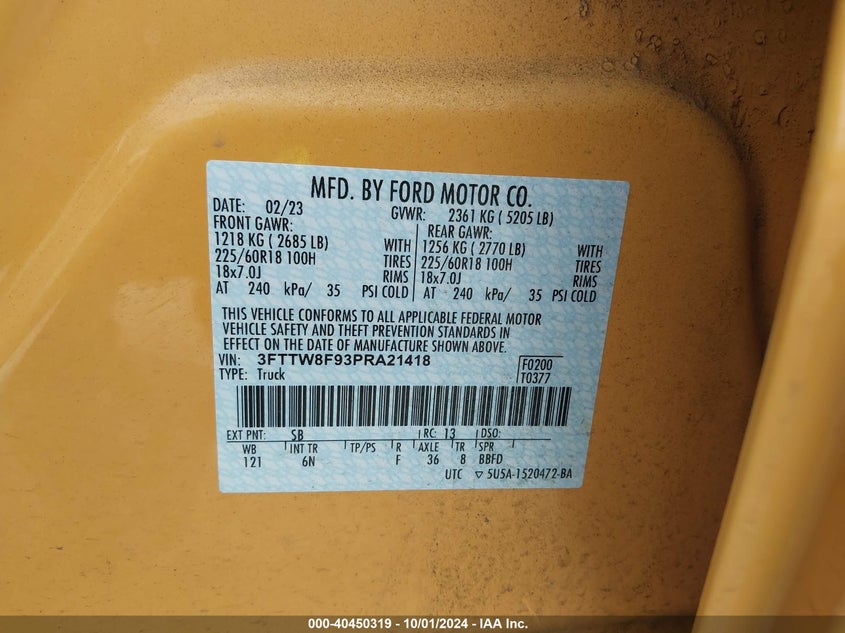 MFD. BY FORD MOTOR CO.
DATE: 02/23 GVWR: 2361 KG ( 5205 LB)
FRONT GAWR: REAR GAWR:
1218 KG ( 2685 LB) WITH 1256 KG ( 2770 LB) WITH
225/60R18 100H TIRES 225/60R18 100H TIRES
18x7.0J RIMS 18x7.0J RIMS
AT 240 kPa/ 35 PSI COLD AT 240 kPa/ 35 PSI COLD
THIS VEHICLE CONFORMS TO ALL APPLICABLE FEDERAL MOTOR
VEHICLE SAFETY AND THEFT PREVENTION STANDARDS IN
EFFECT ON THE DATE OF MANUFACTURE SHOWN ABOVE.
VIN: 3FTTW8F93PRA21418 F0200
TYPE: Truck T0377
EXT PNT: SB RC: 13 DSO:
WB INT TR TP/PS R AXLE TR SPR
121 6N F 36 8 BBFD
UTC ▽ 5U5A-1520472-BA
000-40450319 - 10/01/2024 - IAA Inc.